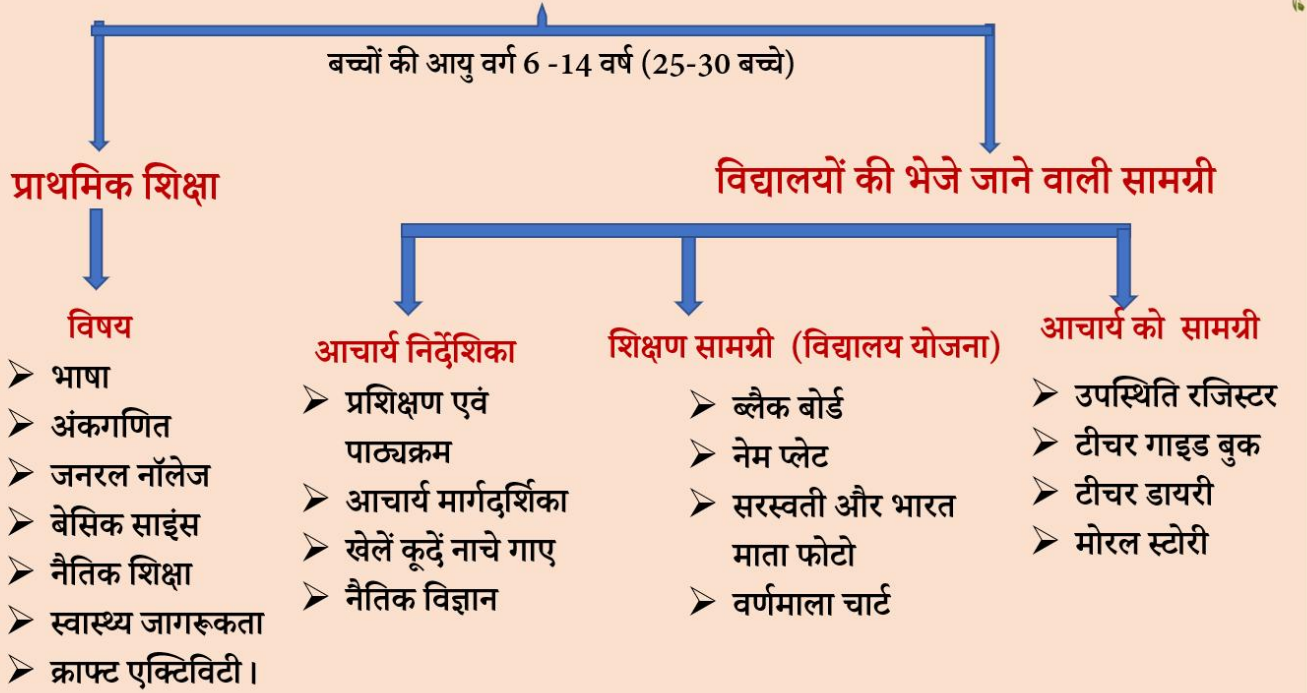 बच्चों की आयु वर्ग 6 -14 वर्ष (25-30 बच्चे)
प्राथमिक शिक्षा
विषय
➢ भाषा
➢ अंकगणित
➢ जनरल नॉलेज
➢ बेसिक साइंस
➢ नैतिक शिक्षा
➢ स्वास्थ्य जागरूकता
➢ क्राफ्ट एक्टिविटी।
विद्यालयों की भेजे जाने वाली सामग्री
आचार्य निर्देशिका
➢ प्रशिक्षण एवं
पाठ्यक्रम
➢ आचार्य मार्गदर्शिका
➢ खेलें कूदें नाचे गाए
➢ नैतिक विज्ञान
शिक्षण सामग्री (विद्यालय योजना)
➢ ब्लैक बोर्ड
➢ नेम प्लेट
➢ सरस्वती और भारत
माता फोटो
➢ वर्णमाला चार्ट
आचार्य को सामग्री
➢ उपस्थिति रजिस्टर
➢ टीचर गाइड बुक
➢ टीचर डायरी
➢ मोरल स्टोरी